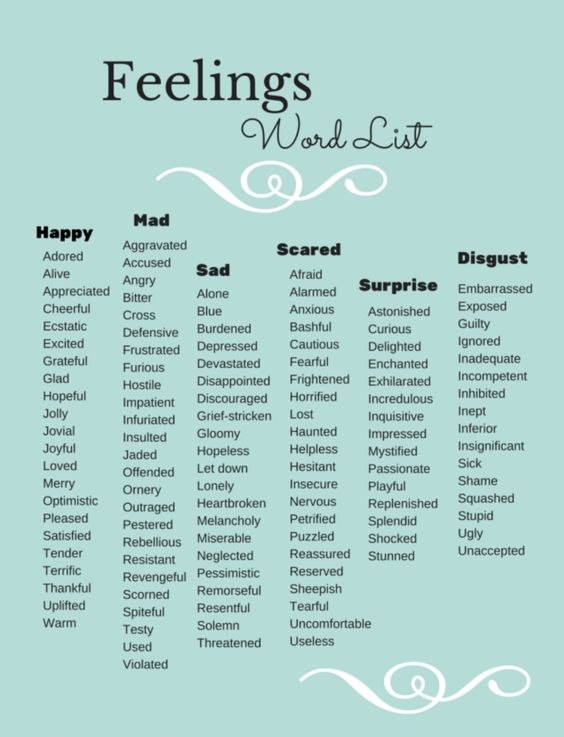 Feelings
Word List
Happy
Adored
Alive
Appreciated
Cheerful
Ecstatic
Excited
Grateful
Glad
Hopeful
Jolly
Jovial
Joyful
Loved
Merry
Optimistic
Pleased
Satisfied
Tender
Terrific
Thankful
Uplifted
Warm
Mad
Aggravated
Accused
Angry
Bitter
Cross
Defensive
Frustrated
Furious
Hostile
Impatient
Infuriated
Insulted
Jaded
Offended
Ornery
Outraged
Pestered
Rebellious
Resistant
Revengeful
Scorned
Spiteful
Testy
Used
Violated
Sad
Alone
Blue
Burdened
Depressed
Devastated
Disappointed
Discouraged
Grief-stricken
Gloomy
Hopeless
Let down
Lonely
Heartbroken
Melancholy
Miserable
Neglected
Pessimistic
Remorseful
Resentful
Solemn
Threatened
Scared
Afraid
Alarmed
Anxious
Bashful
Cautious
Fearful
Frightened
Horrified
Lost
Haunted
Helpless
Hesitant
Insecure
Nervous
Petrified
Puzzled
Reassured
Reserved
Sheepish
Tearful
Uncomfortable
Useless
Surprise
Astonished
Curious
Delighted
Enchanted
Exhilarated
Incredulous
Inquisitive
Impressed
Mystified
Passionate
Playful
Replenished
Splendid
Shocked
Stunned
Disgust
Embarrassed
Exposed
Guilty
Ignored
Inadequate
Incompetent
Inhibited
Inept
Inferior
Insignificant
Sick
Shame
Squashed
Stupid
Ugly
Unaccepted